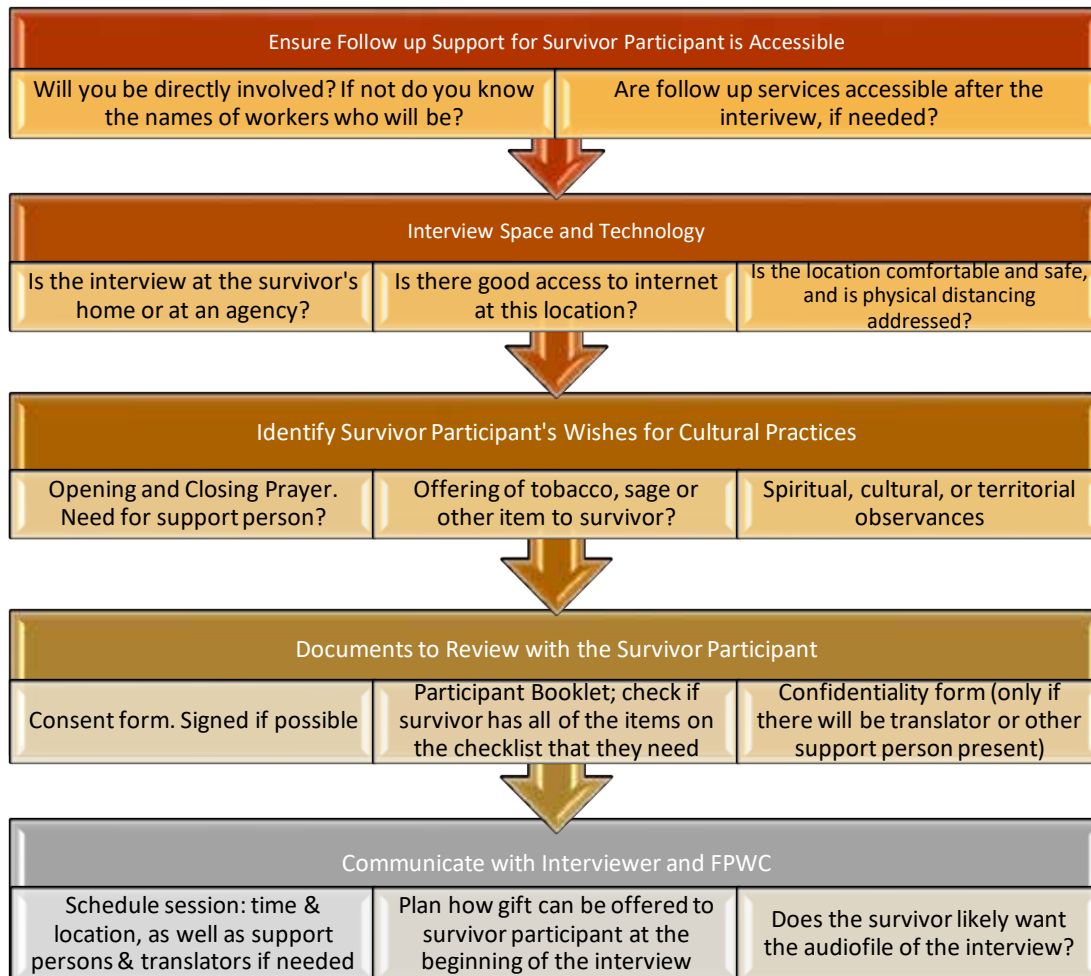 Ensure Follow up Support for Survivor Participant is Accessible
Will you be directly involved? If not do you know
the names of workers who will be?
Are follow up services accessible after the
interivew, if needed?
Interview Space and Technology
Is the interview at the survivor's
home or at an agency?
Is there good access to internet
at this location?
Is the location comfortable and safe,
and is physical distancing
addressed?
Identify Survivor Participant's Wishes for Cultural Practices
Opening and Closing Prayer.
Need for support person?
Offering of tobacco, sage or
other item to survivor?
Spiritual, cultural, or territorial
observances
Documents to Review with the Survivor Participant
Consent form. Signed if possible
Participant Booklet; check if
survivor has all of the items on
the checklist that they need
Confidentiality form (only if
there will be translator or other
support person present)
Communicate with Interviewer and FPWC
Schedule session: time &
location, as well as support
persons & translators if needed
Plan how gift can be offered to
survivor participant at the
beginning of the interview
Does the survivor likely want
the audiofile of the interview?